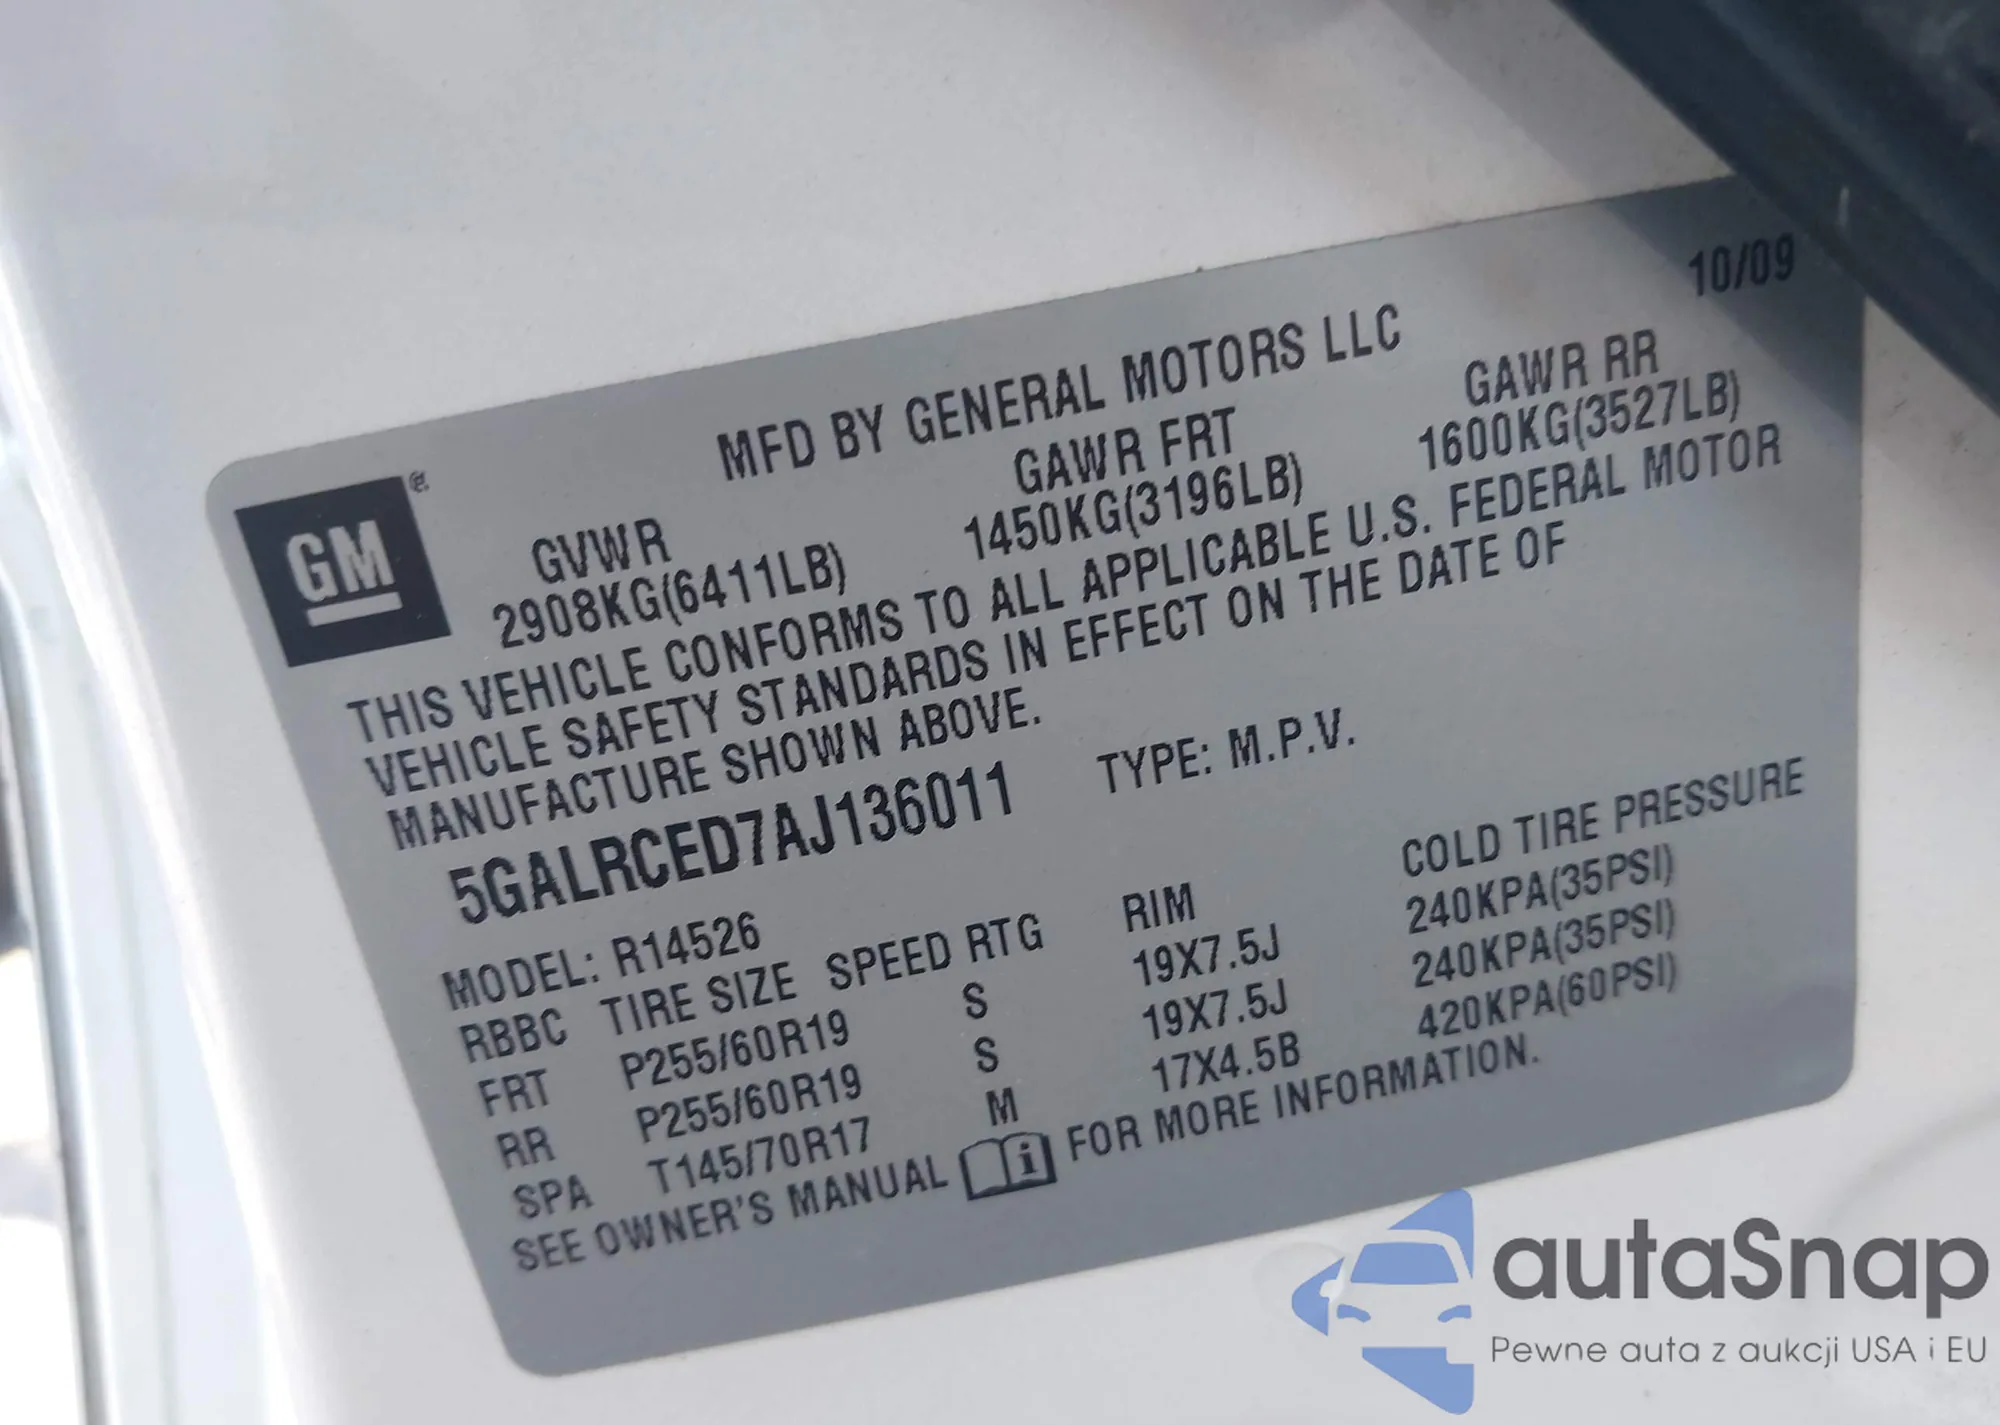 10/09
MFD BY GENERAL MOTORS LLC
GM
GVWR GAWR FRT GAWR RR
2908KG(6411LB) 1450KG(3196LB) 1600KG(3527LB)
THIS VEHICLE CONFORMS TO ALL APPLICABLE U.S. FEDERAL MOTOR
VEHICLE SAFETY STANDARDS IN EFFECT ON THE DATE OF
MANUFACTURE SHOWN ABOVE.
5GALRCED7AJ136011 TYPE: M.P.V.
MODEL: R14526
RBBC TIRE SIZE SPEED RTG RIM COLD TIRE PRESSURE
FRT P255/60R19 S 19X7.5J 240KPA(35PSI)
RR P255/60R19 S 19X7.5J 240KPA(35PSI)
SPA T145/70R17 M 17X4.5B 420KPA(60PSI)
SEE OWNER'S MANUAL i FOR MORE INFORMATION.
autaSnap
Pewne auta z aukcji USA i EU